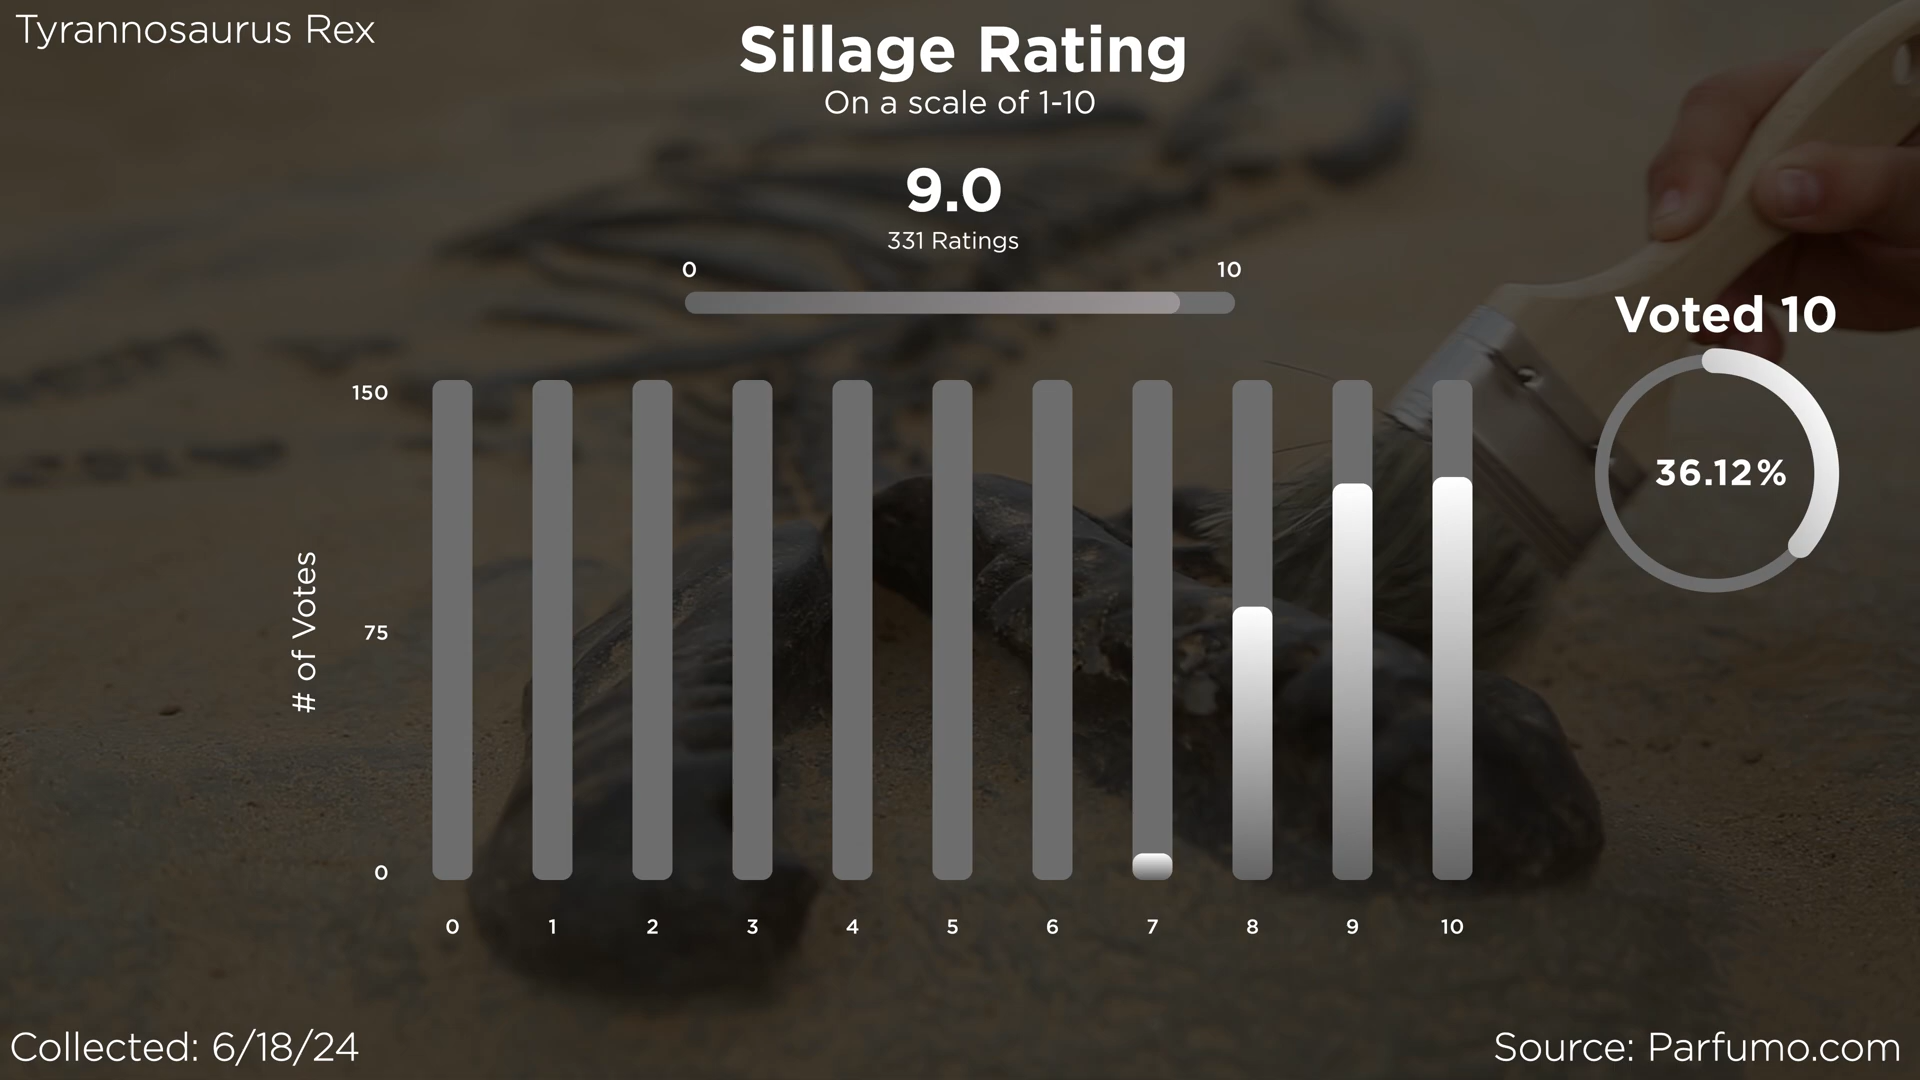 Tyrannosaurus Rex
Sillage Rating
On a scale of 1-10
9.0
331 Ratings
0 10
Voted 10
36.12%
# of Votes
150
75
0
0 1 2 3 4 5 6 7 8 9 10
Collected: 6/18/24
Source: Parfumo.com